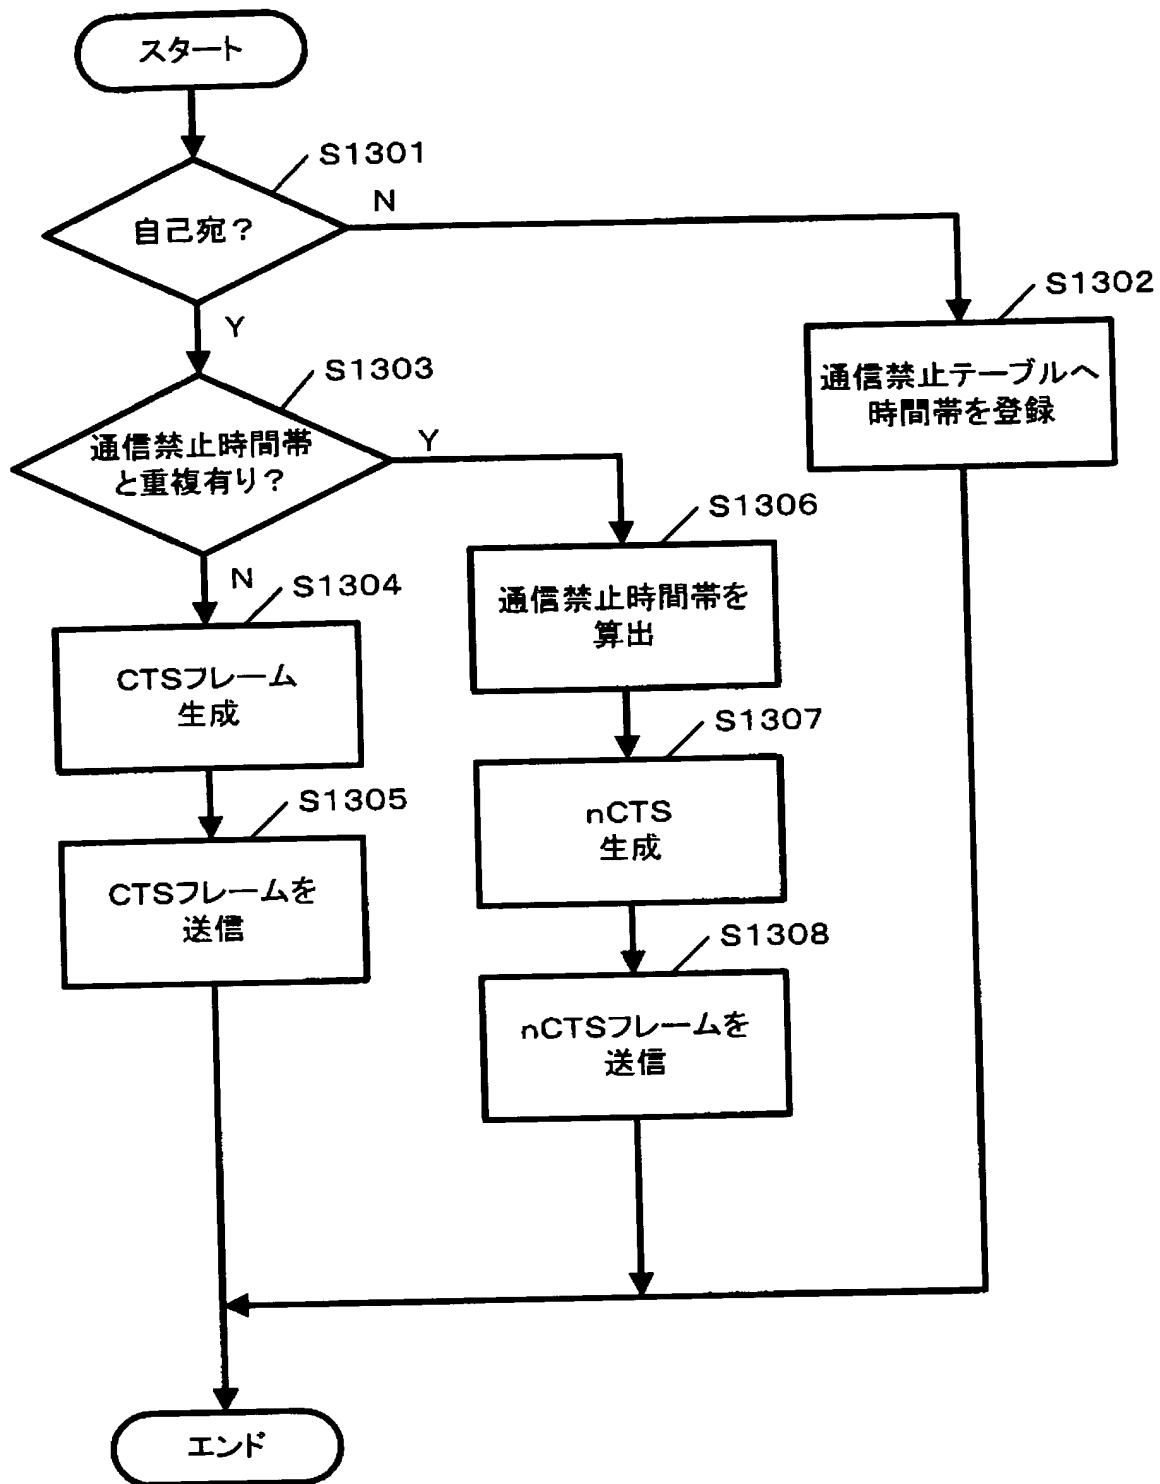 スタート
S1301
自己宛？
N
Y
S1302
通信禁止テーブルへ
時間帯を登録
S1303
通信禁止時間帯
と重複有り？
Y
N
S1304
CTSフレーム
生成
S1305
CTSフレームを
送信
S1306
通信禁止時間帯を
算出
S1307
nCTS
生成
S1308
nCTSフレームを
送信
エンド